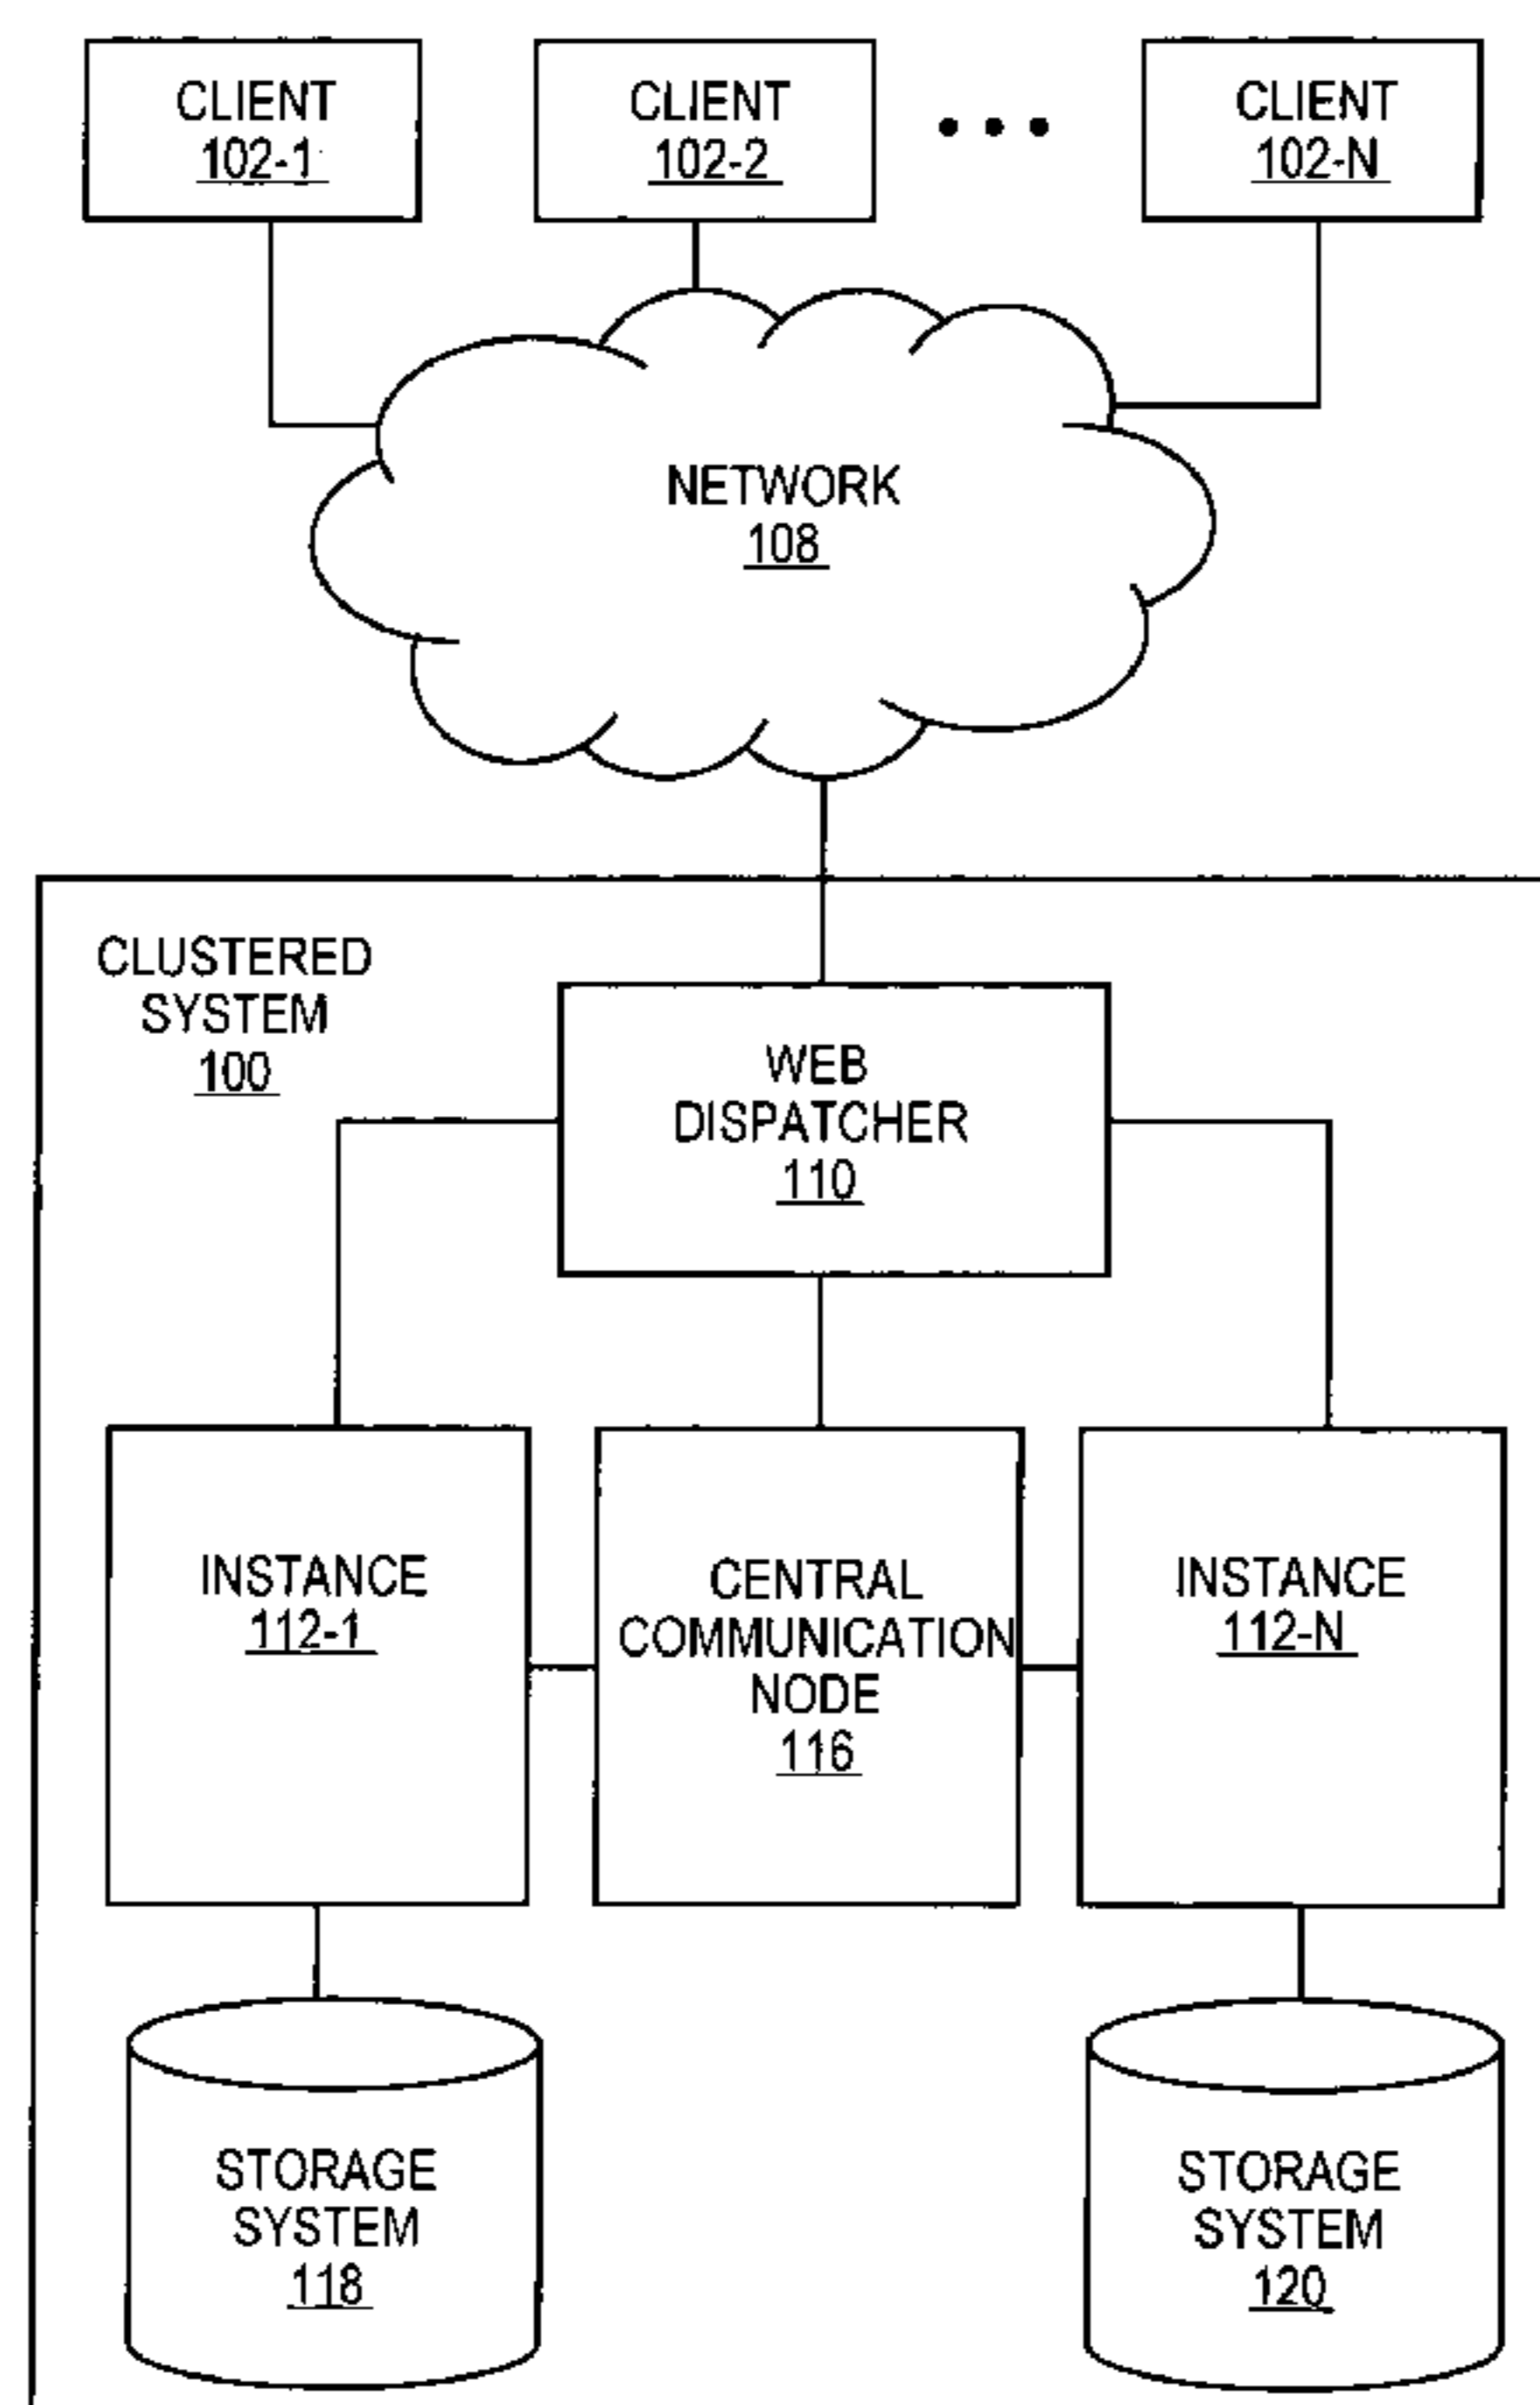 CLIENT
102-1
CLIENT
102-2
CLIENT
102-N
NETWORK
108
CLUSTERED
SYSTEM
100
WEB
DISPATCHER
110
INSTANCE
112-1
CENTRAL
COMMUNICATION
NODE
116
INSTANCE
112-N
STORAGE
SYSTEM
118
STORAGE
SYSTEM
120